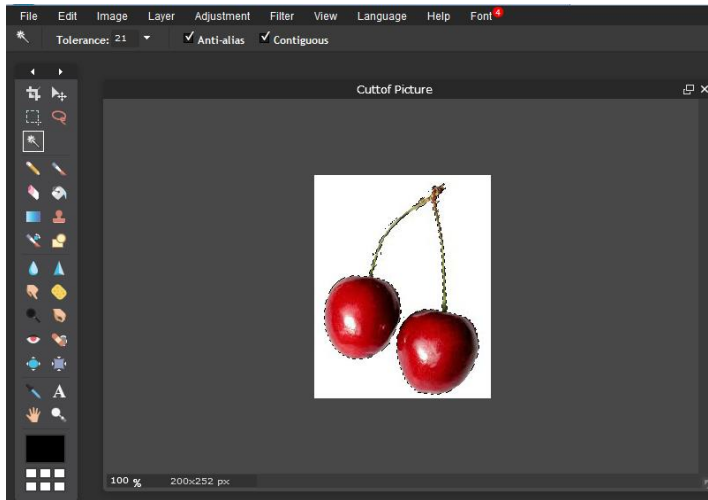 File Edit Image Layer Adjustment Filter View Language Help Font 4
Tolerance: 21 Anti-alias Contiguous
Cuttof Picture
A
100 % 200x252 px